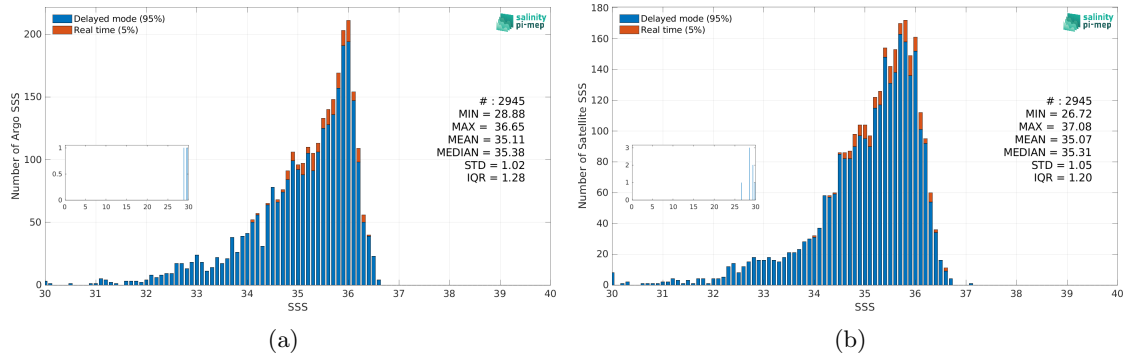 Delayed mode (95%)
Real time (5%)
salinity
pi-mep
Number of Argo SSS
200
150
100
50
0
# : 2945
MIN = 28.88
MAX = 36.65
MEAN = 35.11
MEDIAN = 35.38
STD = 1.02
IQR = 1.28
1
0.5
0
0 5 10 15 20 25 30
30 31 32 33 34 35 36 37 38 39 40
SSS
(a)
Delayed mode (95%)
Real time (5%)
salinity
pi-mep
Number of Satellite SSS
180
160
140
120
100
80
60
40
20
0
# : 2945
MIN = 26.72
MAX = 37.08
MEAN = 35.07
MEDIAN = 35.31
STD = 1.05
IQR = 1.20
3
2
1
0
0 5 10 15 20 25 30
30 31 32 33 34 35 36 37 38 39 40
SSS
(b)